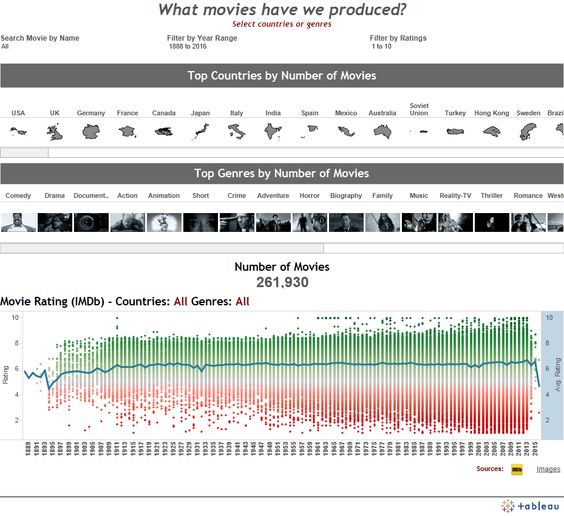 What movies have we produced?
Select countries or genres
Search Movie by Name Filter by Year Range Filter by Ratings
All 1888 to 2016 1 to 10
Top Countries by Number of Movies
USA UK Germany France Canada Japan Italy India Spain Mexico Australia Soviet Union Turkey Hong Kong Sweden Brazi
Top Genres by Number of Movies
Comedy Drama Document.. Action Animation Short Crime Adventure Horror Biography Family Music Reality-TV Thriller Romance West
Number of Movies
261,930
Movie Rating (IMDb) - Countries: All Genres: All
10 10
8 8
6 6
4 4
2 2
Rating
Avg Rating
1889 1891 1893 1895 1897 1899 1901 1903 1905 1907 1909 1911 1913 1915 1917 1919 1921 1923 1925 1927 1929 1931 1933 1935 1937 1939 1941 1943 1945 1947 1949 1951 1953 1955 1957 1959 1961 1963 1965 1967 1969 1971 1973 1975 1977 1979 1981 1983 1985 1987 1989 1991 1993 1995 1997 1999 2001 2003 2005 2007 2009 2011 2013 2015
Sources: IMDb Images
+ableau